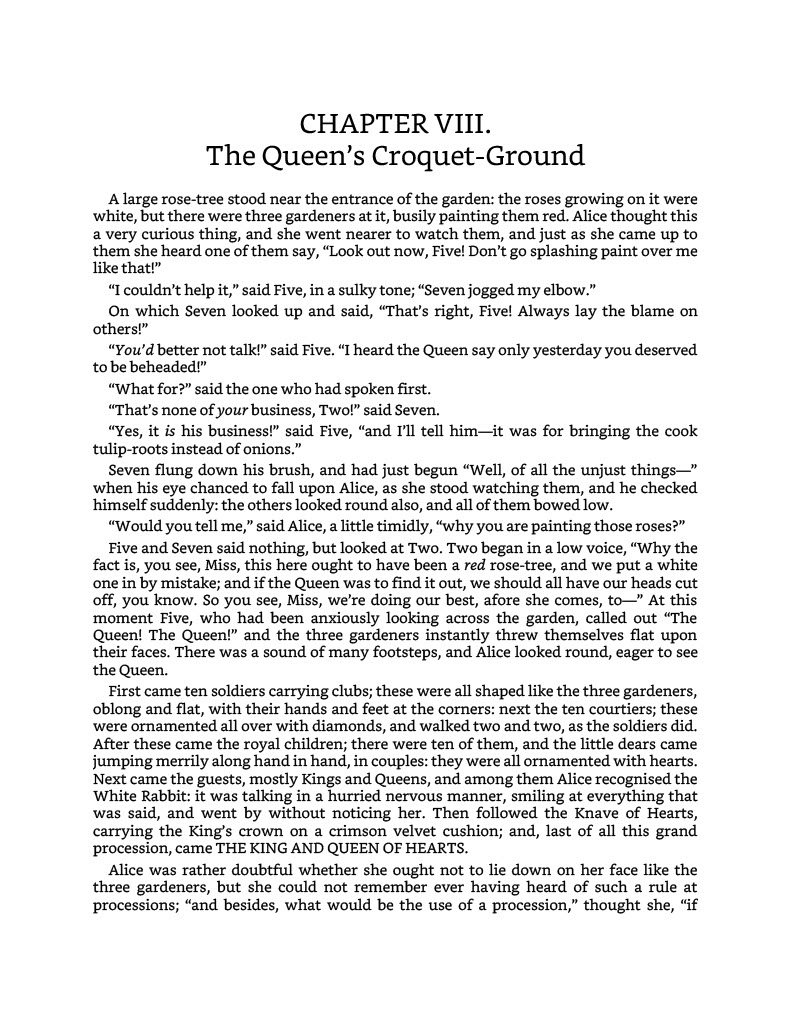 CHAPTER VIII.
The Queen’s Croquet-Ground
A large rose-tree stood near the entrance of the garden: the roses growing on it were
white, but there were three gardeners at it, busily painting them red. Alice thought this
a very curious thing, and she went nearer to watch them, and just as she came up to
them she heard one of them say, “Look out now, Five! Don’t go splashing paint over me
like that!”
“I couldn’t help it,” said Five, in a sulky tone; “Seven jogged my elbow.”
On which Seven looked up and said, “That’s right, Five! Always lay the blame on
others!”
“You’d better not talk!” said Five. “I heard the Queen say only yesterday you deserved
to be beheaded!”
“What for?” said the one who had spoken first.
“That’s none of your business, Two!” said Seven.
“Yes, it is his business!” said Five, “and I’ll tell him—it was for bringing the cook
tulip-roots instead of onions.”
Seven flung down his brush, and had just begun “Well, of all the unjust things—”
when his eye chanced to fall upon Alice, as she stood watching them, and he checked
himself suddenly: the others looked round also, and all of them bowed low.
“Would you tell me,” said Alice, a little timidly, “why you are painting those roses?”
Five and Seven said nothing, but looked at Two. Two began in a low voice, “Why the
fact is, you see, Miss, this here ought to have been a red rose-tree, and we put a white
one in by mistake; and if the Queen was to find it out, we should all have our heads cut
off, you know. So you see, Miss, we’re doing our best, afore she comes, to—” At this
moment Five, who had been anxiously looking across the garden, called out “The
Queen! The Queen!” and the three gardeners instantly threw themselves flat upon
their faces. There was a sound of many footsteps, and Alice looked round, eager to see
the Queen.
First came ten soldiers carrying clubs; these were all shaped like the three gardeners,
oblong and flat, with their hands and feet at the corners: next the ten courtiers; these
were ornamented all over with diamonds, and walked two and two, as the soldiers did.
After these came the royal children; there were ten of them, and the little dears came
jumping merrily along hand in hand, in couples: they were all ornamented with hearts.
Next came the guests, mostly Kings and Queens, and among them Alice recognised the
White Rabbit: it was talking in a hurried nervous manner, smiling at everything that
was said, and went by without noticing her. Then followed the Knave of Hearts,
carrying the King’s crown on a crimson velvet cushion; and, last of all this grand
procession, came THE KING AND QUEEN OF HEARTS.
Alice was rather doubtful whether she ought not to lie down on her face like the
three gardeners, but she could not remember ever having heard of such a rule at
processions; “and besides, what would be the use of a procession,” thought she, “if